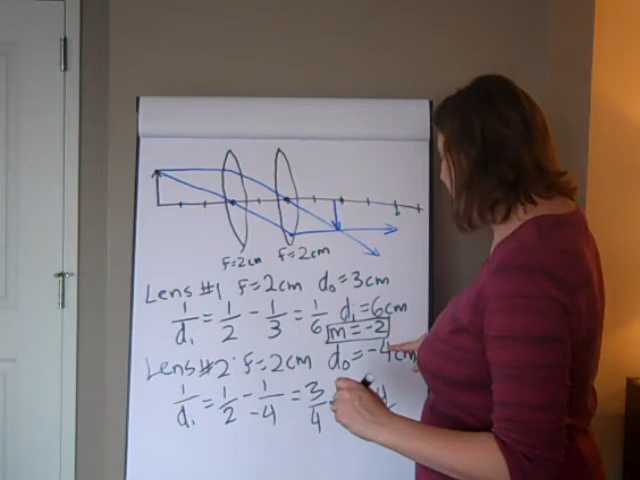 f=2cm f=2cm
Lens #1 f=2cm do=3cm
1/di = 1/2 - 1/3 = 1/6 di=6cm
m=-2
Lens #2 f=2cm do=-4cm
1/di = 1/2 - 1/-4 = 3/4